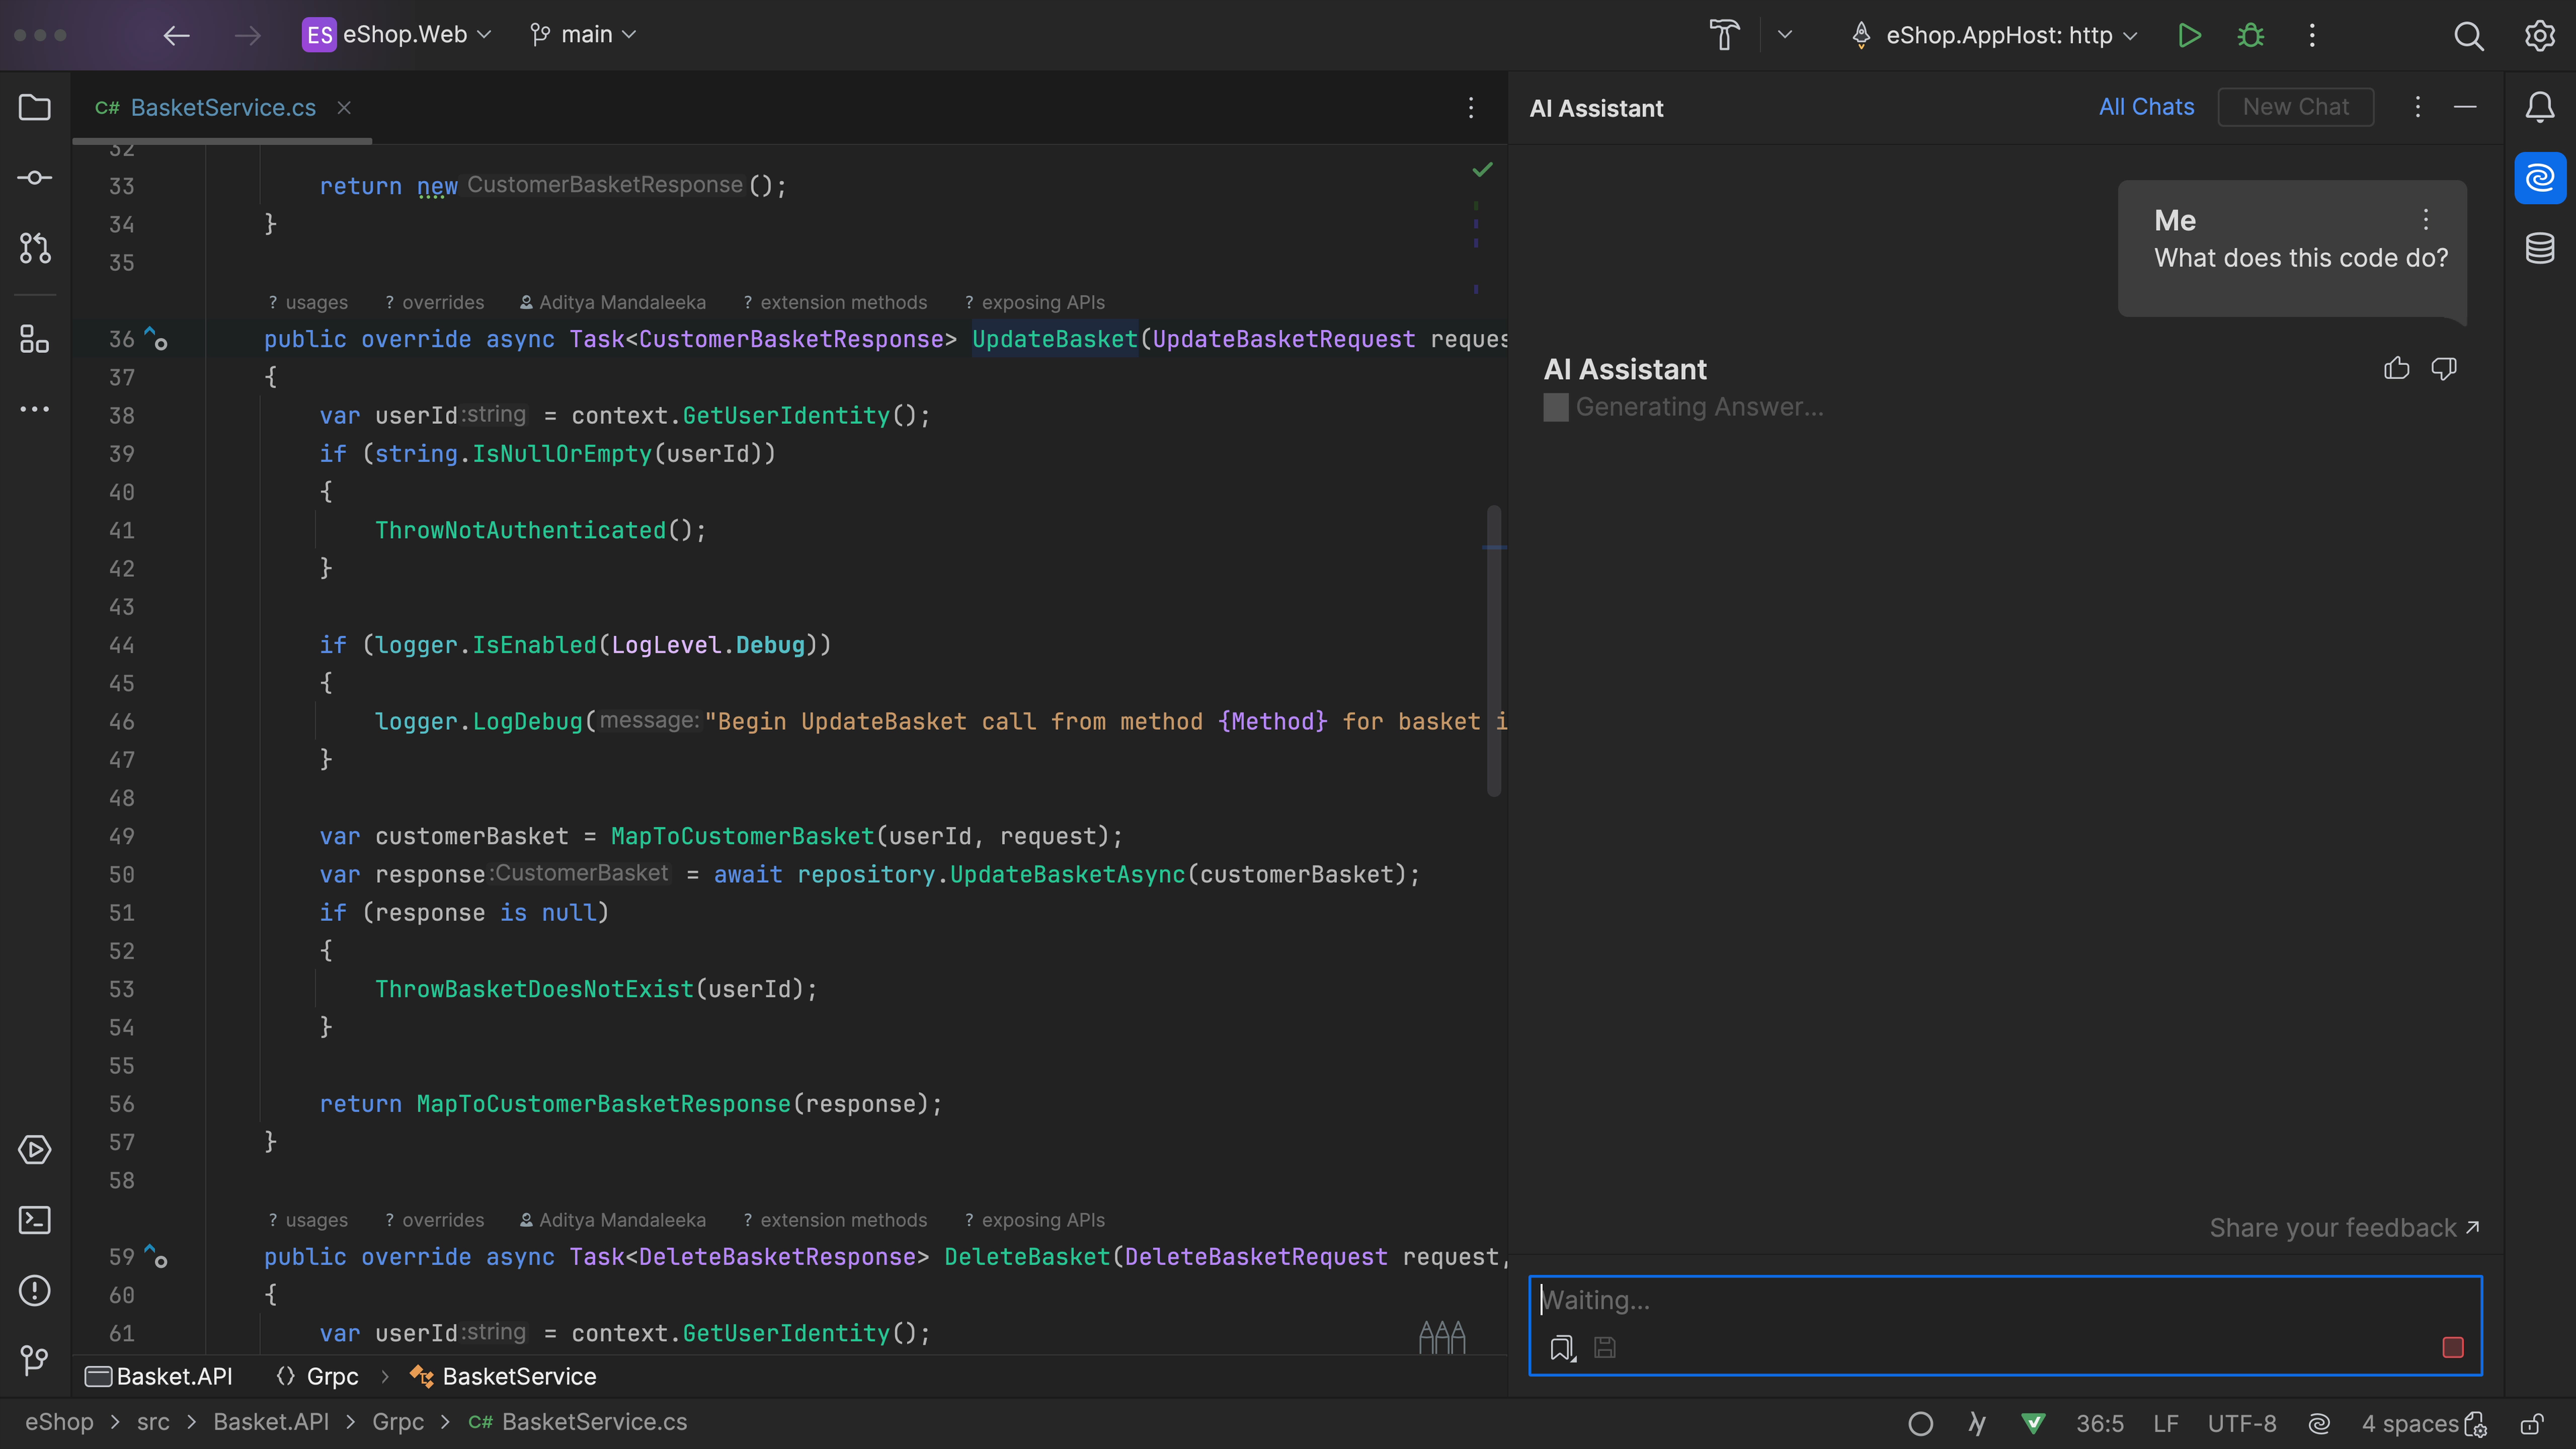 ES eShop.Web main eShop.AppHost: http
C# BasketService.cs
AI Assistant All Chats New Chat
32
33 return new CustomerBasketResponse();
34 }
35
? usages ? overrides Aditya Mandaleeka ? extension methods ? exposing APIs
36 public override async Task<CustomerBasketResponse> UpdateBasket(UpdateBasketRequest reques
37 {
38 var userId:string = context.GetUserIdentity();
39 if (string.IsNullOrEmpty(userId))
40 {
41 ThrowNotAuthenticated();
42 }
43
44 if (logger.IsEnabled(LogLevel.Debug))
45 {
46 logger.LogDebug(message:"Begin UpdateBasket call from method {Method} for basket i
47 }
48
49 var customerBasket = MapToCustomerBasket(userId, request);
50 var response:CustomerBasket = await repository.UpdateBasketAsync(customerBasket);
51 if (response is null)
52 {
53 ThrowBasketDoesNotExist(userId);
54 }
55
56 return MapToCustomerBasketResponse(response);
57 }
58
? usages ? overrides Aditya Mandaleeka ? extension methods ? exposing APIs
59 public override async Task<DeleteBasketResponse> DeleteBasket(DeleteBasketRequest request,
60 {
61 var userId:string = context.GetUserIdentity();
Me
What does this code do?
AI Assistant
Generating Answer...
Share your feedback
Waiting...
Basket.API Grpc > BasketService
eShop > src > Basket.API > Grpc > C# BasketService.cs
36:5 LF UTF-8 4 spaces